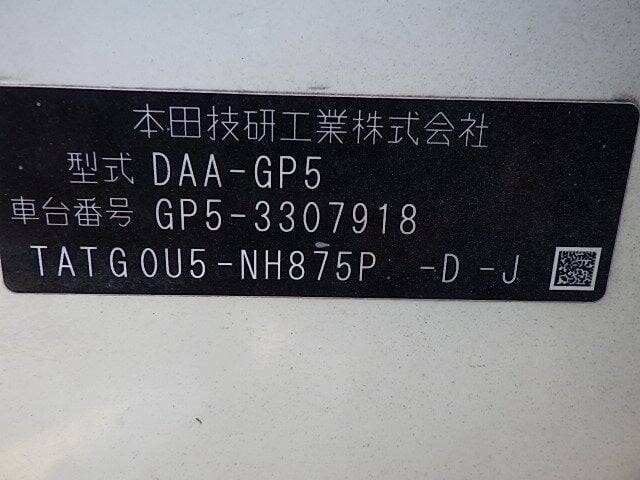 本田技研工業株式会社
型式 DAA-GP5
車台番号 GP5-3307918
TATG0U5-NH875P -D -J